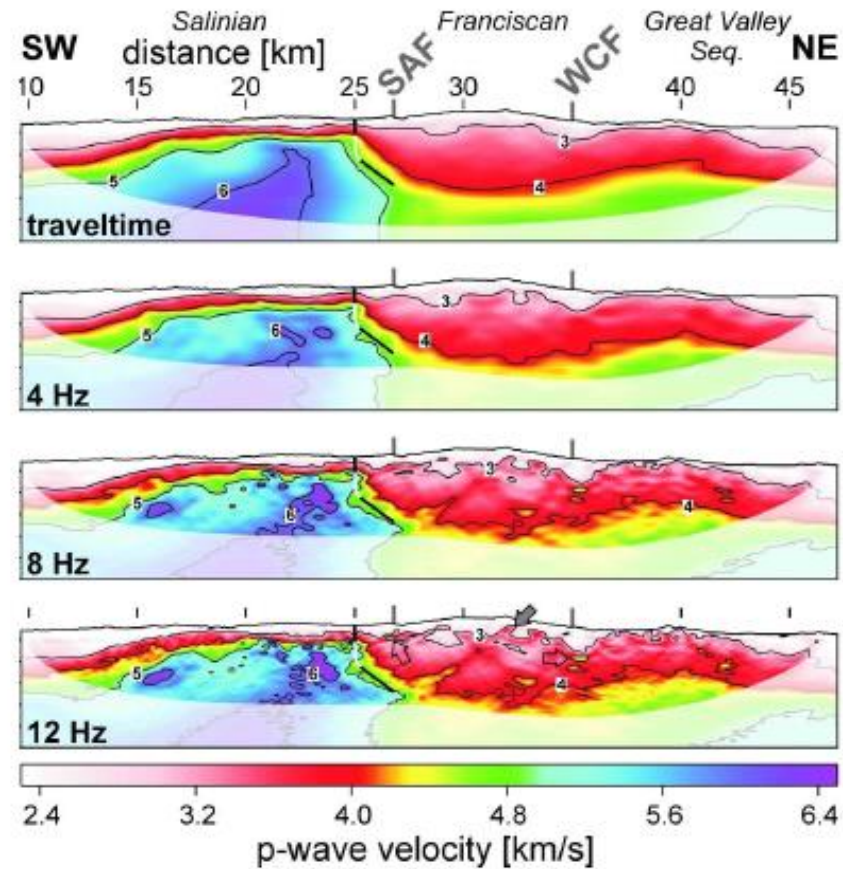 Salinian Franciscan Great Valley
SW distance [km] SAF WCF Seq. NE
10 15 20 25 30 35 40 45
3
5 6 4
traveltime
3
5 6 4
4 Hz
3
5 6 4
8 Hz
3
5 6 4
12 Hz
2.4 3.2 4.0 4.8 5.6 6.4
p-wave velocity [km/s]